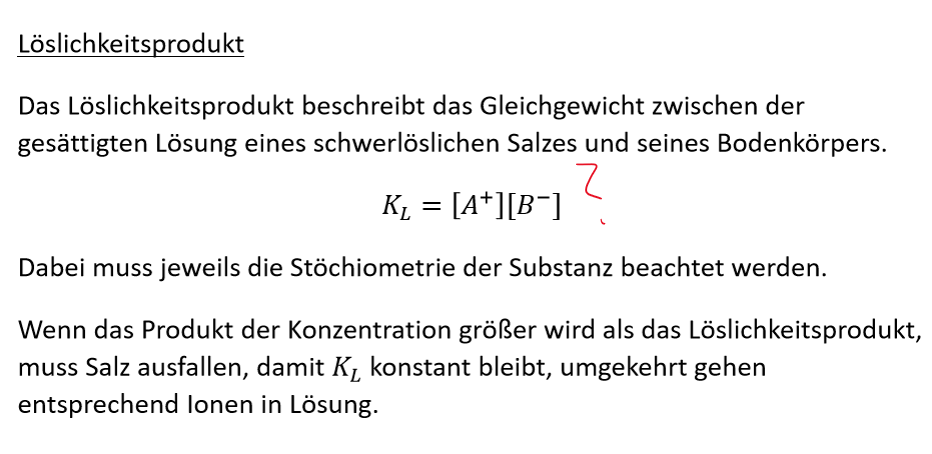 Löslichkeitsprodukt
Das Löslichkeitsprodukt beschreibt das Gleichgewicht zwischen der
gesättigten Lösung eines schwerlöslichen Salzes und seines Bodenkörpers.
K_L = [A⁺][B⁻] ?
Dabei muss jeweils die Stöchiometrie der Substanz beachtet werden.
Wenn das Produkt der Konzentration größer wird als das Löslichkeitsprodukt,
muss Salz ausfallen, damit K_L konstant bleibt, umgekehrt gehen
entsprechend Ionen in Lösung.